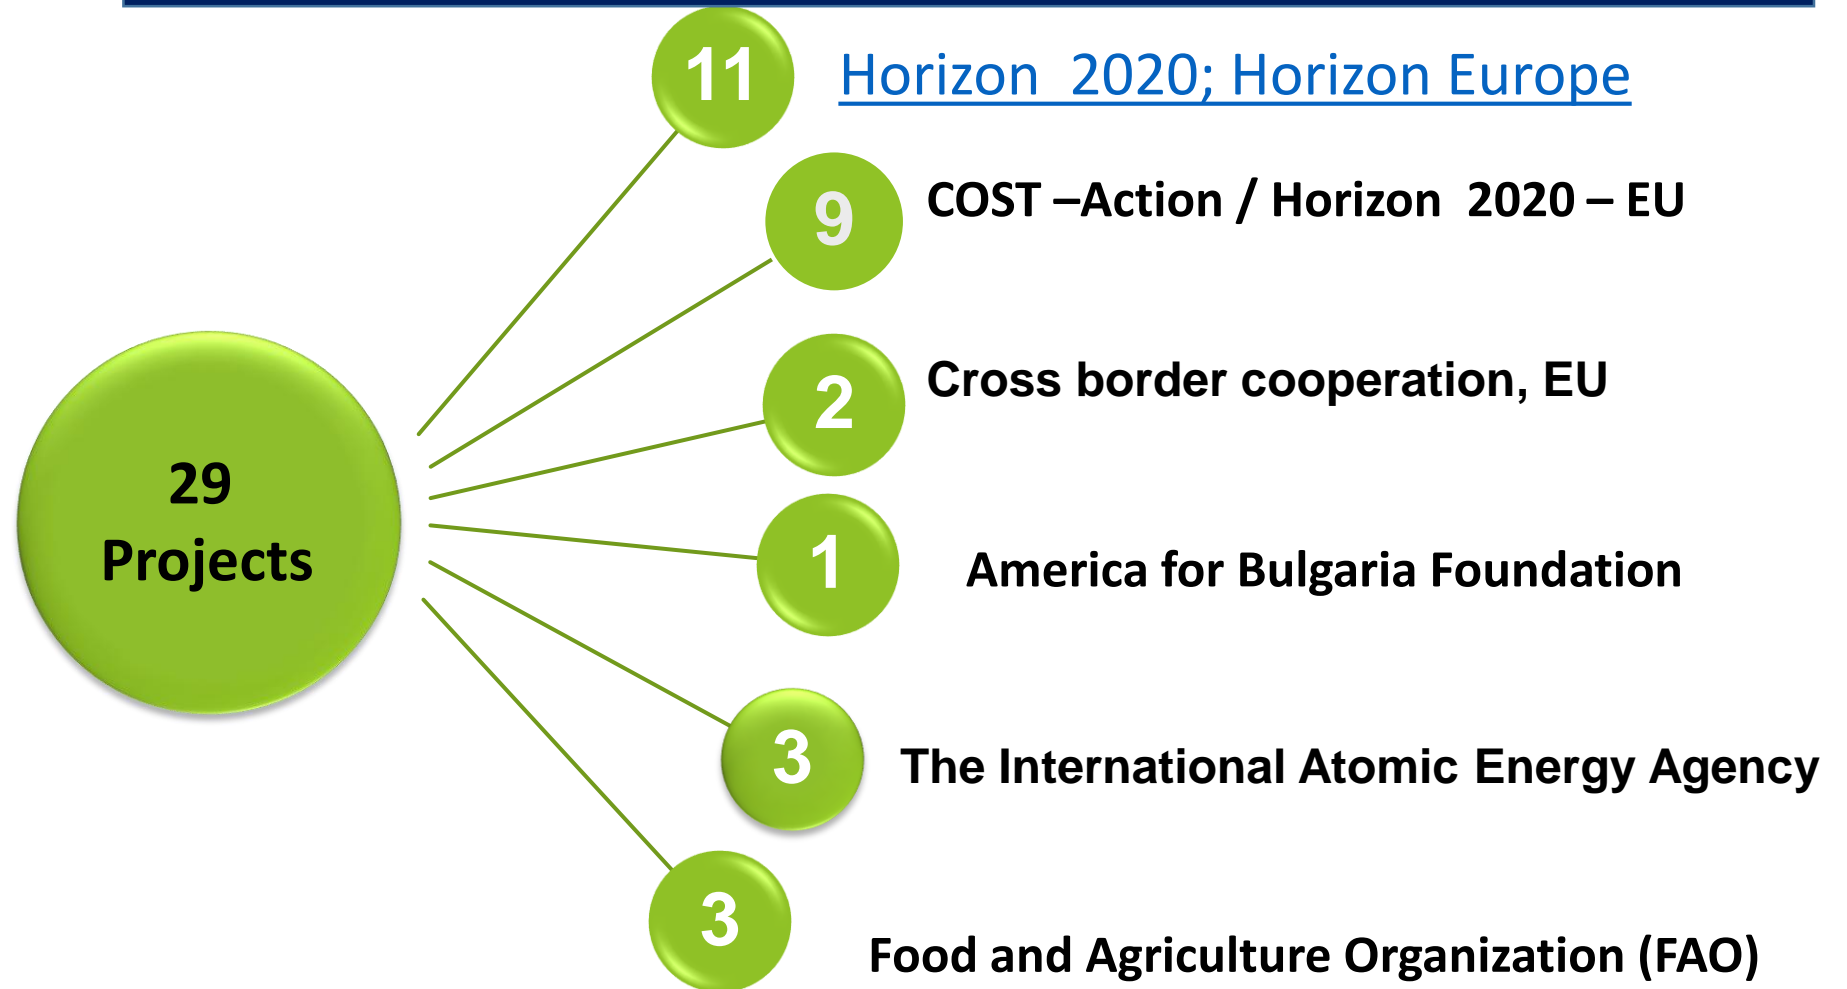 11
Horizon  2020; Horizon Europe
9
COST –Action / Horizon  2020 – EU
2
Cross border cooperation, EU
29
Projects
1
America for Bulgaria Foundation
3
The International Atomic Energy Agency
3
Food and Agriculture Organization (FAO)